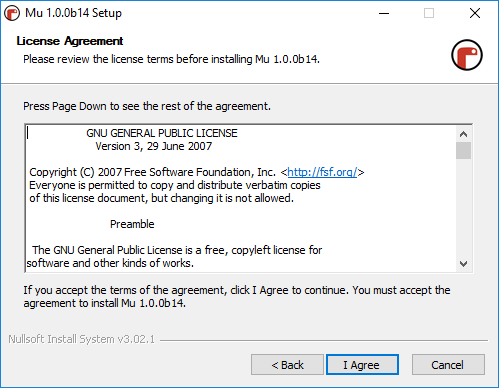 Mu 1.0.0b14 Setup
License Agreement
Please review the license terms before installing Mu 1.0.0b14.
Press Page Down to see the rest of the agreement.
GNU GENERAL PUBLIC LICENSE
Version 3, 29 June 2007
Copyright (C) 2007 Free Software Foundation, Inc. <http://fsf.org/>
Everyone is permitted to copy and distribute verbatim copies
of this license document, but changing it is not allowed.
Preamble
The GNU General Public License is a free, copyleft license for
software and other kinds of works.
If you accept the terms of the agreement, click I Agree to continue. You must accept the
agreement to install Mu 1.0.0b14.
Nullsoft Install System v3.02.1
< Back
I Agree
Cancel